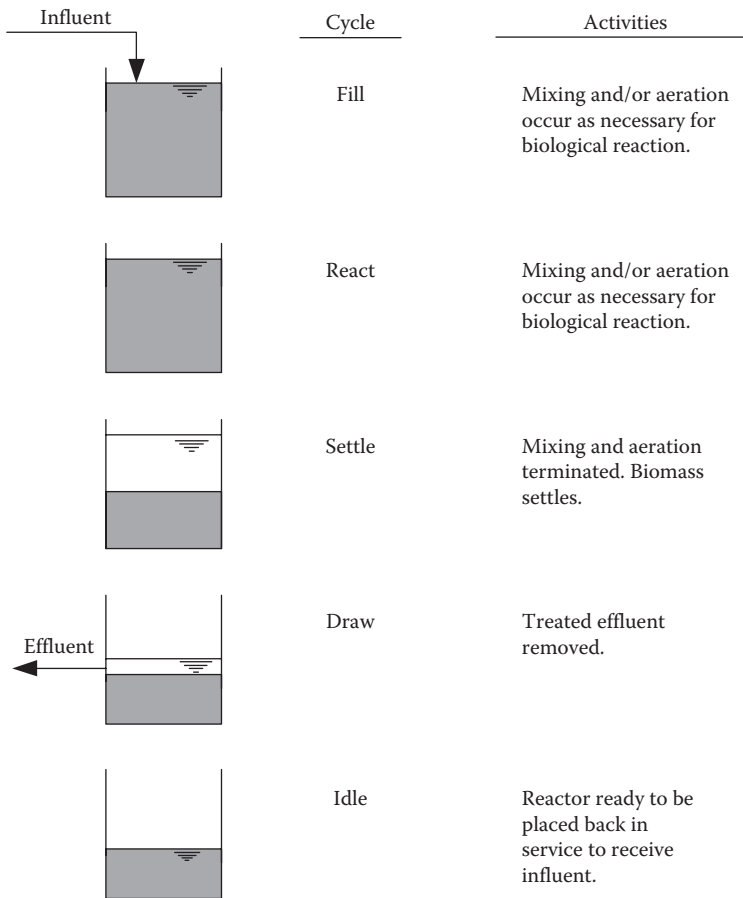 Influent
Cycle
Activities
Fill
Mixing and/or aeration
occur as necessary for
biological reaction.
React
Mixing and/or aeration
occur as necessary for
biological reaction.
Settle
Mixing and aeration
terminated. Biomass
settles.
Effluent
Draw
Treated effluent
removed.
Idle
Reactor ready to be
placed back in
service to receive
influent.